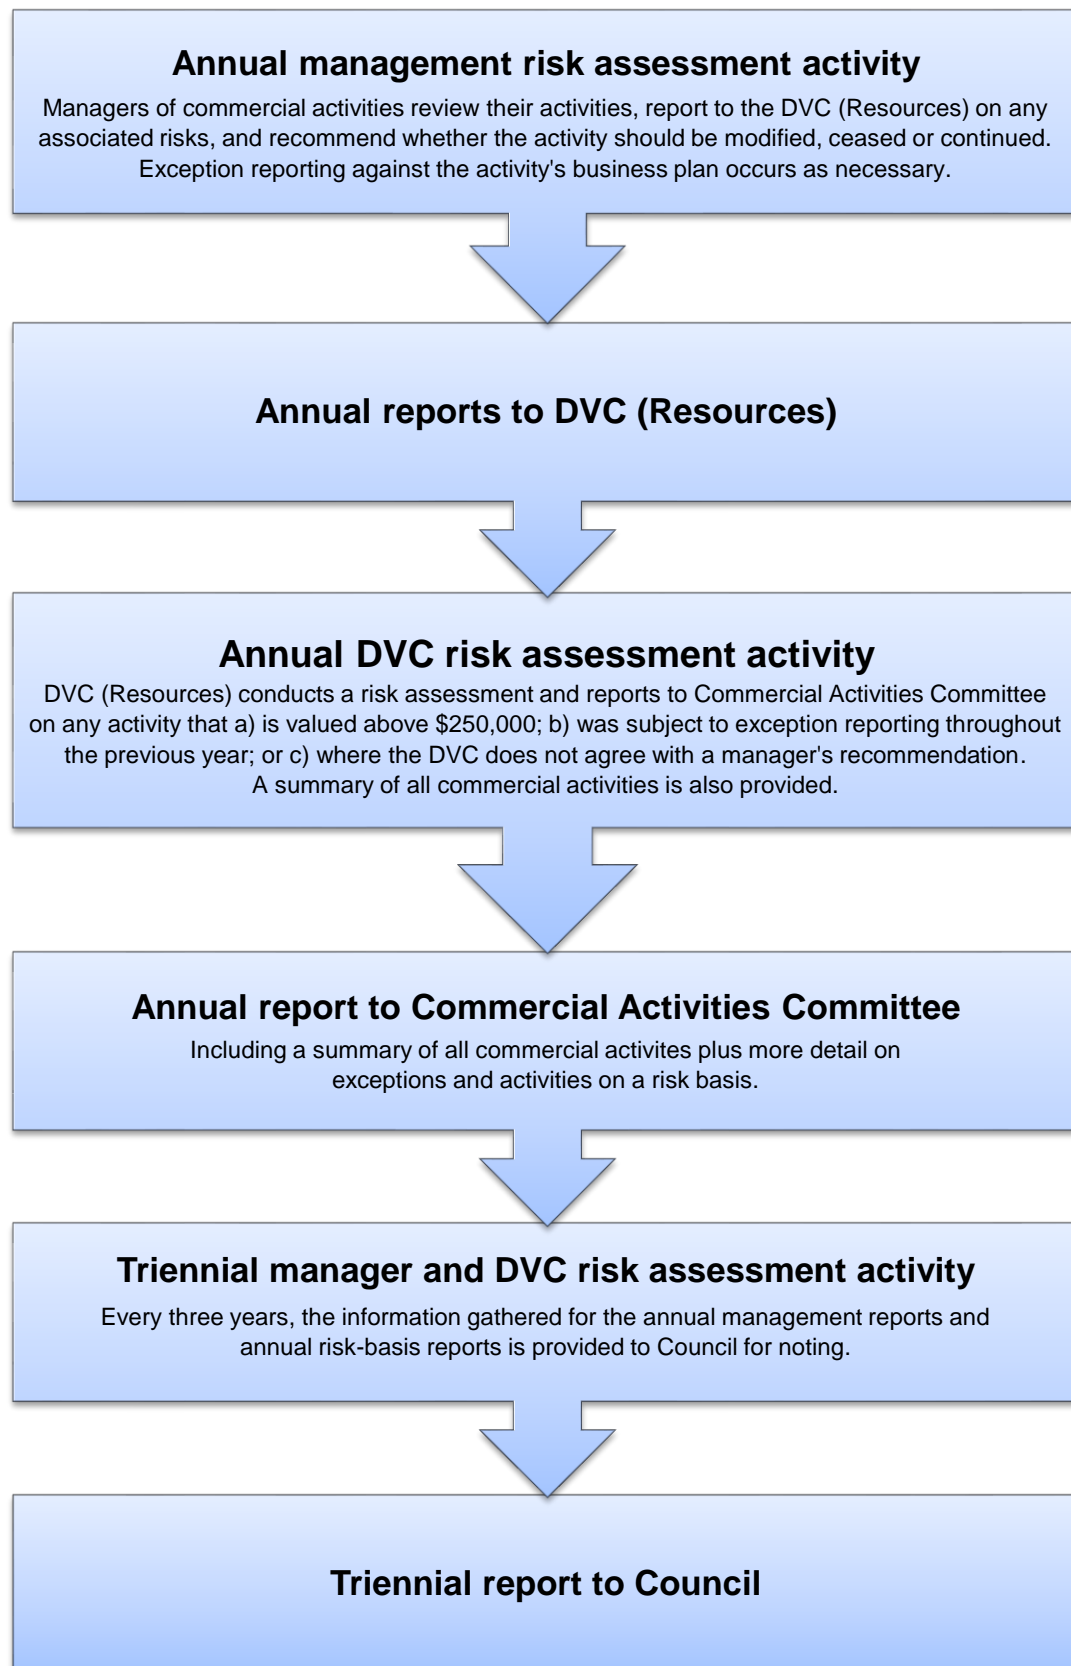 Annual management risk assessment activity
Managers of commercial activities review their activities, report to the DVC (Resources) on any
associated risks, and recommend whether the activity should be modified, ceased or continued.
Exception reporting against the activity's business plan occurs as necessary.
Annual reports to DVC (Resources)
Annual DVC risk assessment activity
DVC (Resources) conducts a risk assessment and reports to Commercial Activities Committee
on any activity that a) is valued above $250,000; b) was subject to exception reporting throughout
the previous year; or c) where the DVC does not agree with a manager's recommendation.
A summary of all commercial activities is also provided.
Annual report to Commercial Activities Committee
Including a summary of all commercial activites plus more detail on
exceptions and activities on a risk basis.
Triennial manager and DVC risk assessment activity
Every three years, the information gathered for the annual management reports and
annual risk-basis reports is provided to Council for noting.
Triennial report to Council